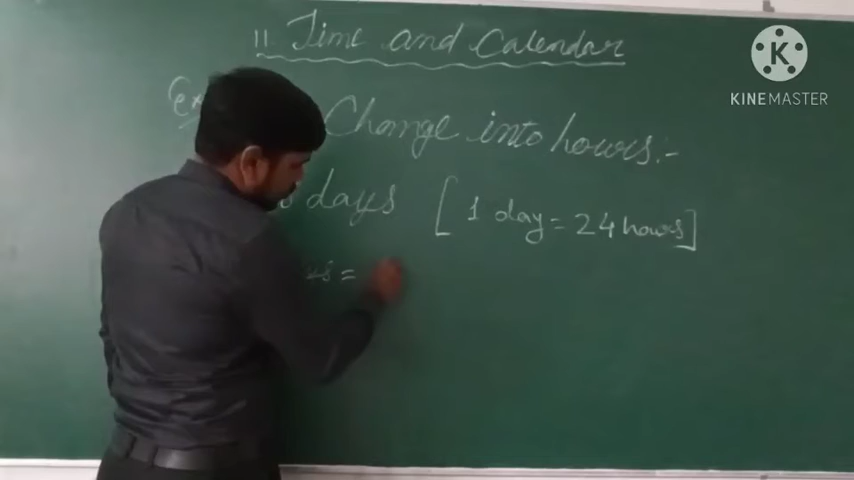 11 Time and Calendar
Change into hours:-
days [ 1 day = 24 hours]
=
K
KINEMASTER